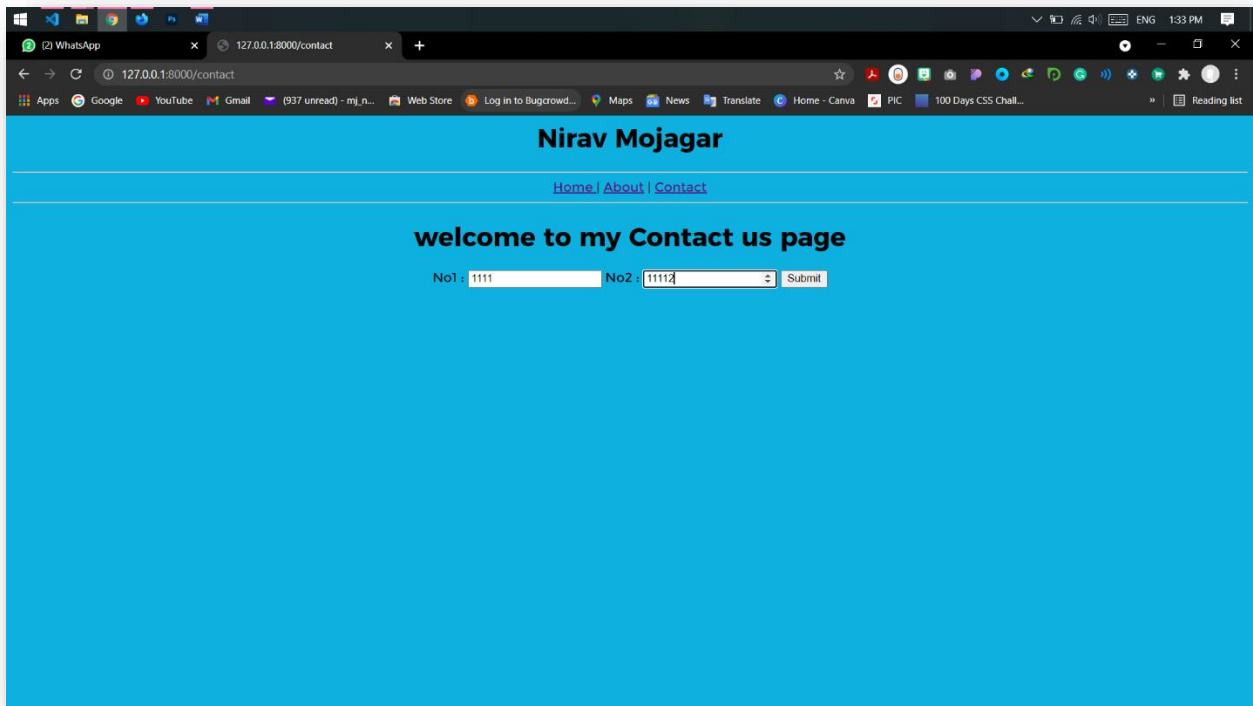 ENG 1:33 PM
(2) WhatsApp 127.0.0.1:8000/contact
127.0.0.1:8000/contact
Apps Google YouTube Gmail (937 unread) - mj_n... Web Store Log in to Bugcrowd... Maps News Translate Home - Canva PIC 100 Days CSS Chall... » Reading list
Nirav Mojagar
Home | About | Contact
welcome to my Contact us page
No1 : 1111 No2 : 11112 Submit